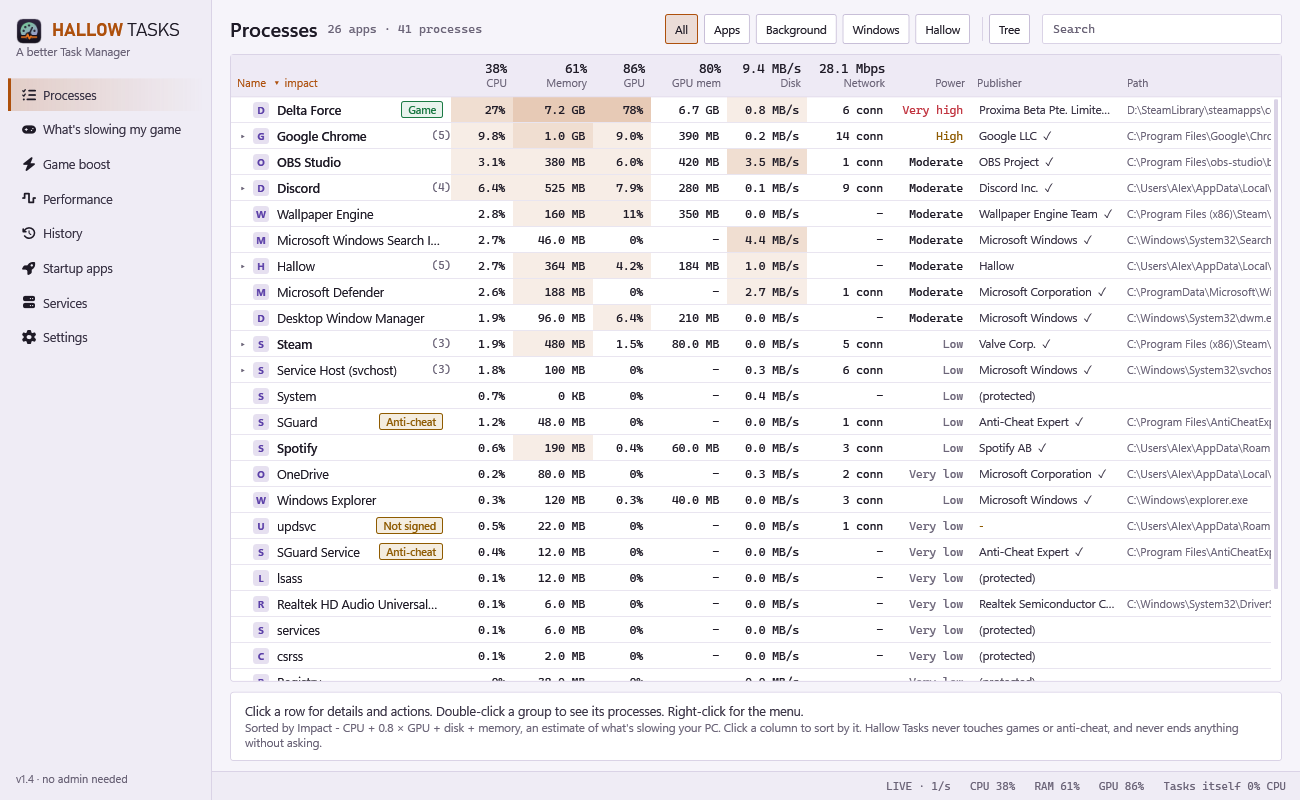 HALLOW TASKS
A better Task Manager
Processes
What's slowing my game
Game boost
Performance
History
Startup apps
Services
Settings
v1.4 · no admin needed
Processes 26 apps · 41 processes All Apps Background Windows Hallow Tree Search
38% 61% 86% 80% 9.4 MB/s 28.1 Mbps
Name ▾ impact CPU Memory GPU GPU mem Disk Network Power Publisher Path
D Delta Force Game 27% 7.2 GB 78% 6.7 GB 0.8 MB/s 6 conn Very high Proxima Beta Pte. Limite... D:\SteamLibrary\steamapps\c
▸ G Google Chrome (5) 9.8% 1.0 GB 9.0% 390 MB 0.2 MB/s 14 conn High Google LLC ✓ C:\Program Files\Google\Chrc
O OBS Studio 3.1% 380 MB 6.0% 420 MB 3.5 MB/s 1 conn Moderate OBS Project ✓ C:\Program Files\obs-studio\b
▸ D Discord (4) 6.4% 525 MB 7.9% 280 MB 0.1 MB/s 9 conn Moderate Discord Inc. ✓ C:\Users\Alex\AppData\Local\
W Wallpaper Engine 2.8% 160 MB 11% 350 MB 0.0 MB/s – Moderate Wallpaper Engine Team ✓ C:\Program Files (x86)\Steam\
M Microsoft Windows Search I... 2.7% 46.0 MB 0% – 4.4 MB/s – Moderate Microsoft Windows ✓ C:\Windows\System32\Search
▸ H Hallow (5) 2.7% 364 MB 4.2% 184 MB 1.0 MB/s – Moderate Hallow C:\Users\Alex\AppData\Local\
M Microsoft Defender 2.6% 188 MB 0% – 2.7 MB/s 1 conn Moderate Microsoft Corporation ✓ C:\ProgramData\Microsoft\Wi
D Desktop Window Manager 1.9% 96.0 MB 6.4% 210 MB 0.0 MB/s – Moderate Microsoft Windows ✓ C:\Windows\System32\dwm.e
▸ S Steam (3) 1.9% 480 MB 1.5% 80.0 MB 0.0 MB/s 5 conn Low Valve Corp. ✓ C:\Program Files (x86)\Steam\
▸ S Service Host (svchost) (3) 1.8% 100 MB 0% – 0.3 MB/s 6 conn Low Microsoft Windows ✓ C:\Windows\System32\svchos
S System 0.7% 0 KB 0% – 0.4 MB/s – Low (protected)
S SGuard Anti-cheat 1.2% 48.0 MB 0% – 0.0 MB/s 1 conn Low Anti-Cheat Expert ✓ C:\Program Files\AntiCheatExp
S Spotify 0.6% 190 MB 0.4% 60.0 MB 0.0 MB/s 3 conn Low Spotify AB ✓ C:\Users\Alex\AppData\Roam
O OneDrive 0.2% 80.0 MB 0% – 0.3 MB/s 2 conn Very low Microsoft Corporation ✓ C:\Users\Alex\AppData\Local\
W Windows Explorer 0.3% 120 MB 0.3% 40.0 MB 0.0 MB/s 3 conn Low Microsoft Windows ✓ C:\Windows\explorer.exe
U updsvc Not signed 0.5% 22.0 MB 0% – 0.0 MB/s 1 conn Very low - C:\Users\Alex\AppData\Roam
S SGuard Service Anti-cheat 0.4% 12.0 MB 0% – 0.0 MB/s – Very low Anti-Cheat Expert ✓ C:\Program Files\AntiCheatExp
L lsass 0.1% 12.0 MB 0% – 0.0 MB/s – Very low (protected)
R Realtek HD Audio Universal... 0.1% 6.0 MB 0% – 0.0 MB/s – Very low Realtek Semiconductor C... C:\Windows\System32\DriverS
S services 0.1% 6.0 MB 0% – 0.0 MB/s – Very low (protected)
C csrss 0.1% 2.0 MB 0% – 0.0 MB/s – Very low (protected)
Click a row for details and actions. Double-click a group to see its processes. Right-click for the menu.
Sorted by Impact - CPU + 0.8 × GPU + disk + memory, an estimate of what's slowing your PC. Click a column to sort by it. Hallow Tasks never touches games or anti-cheat, and never ends anything
without asking.
LIVE · 1/s CPU 38% RAM 61% GPU 86% Tasks itself 0% CPU